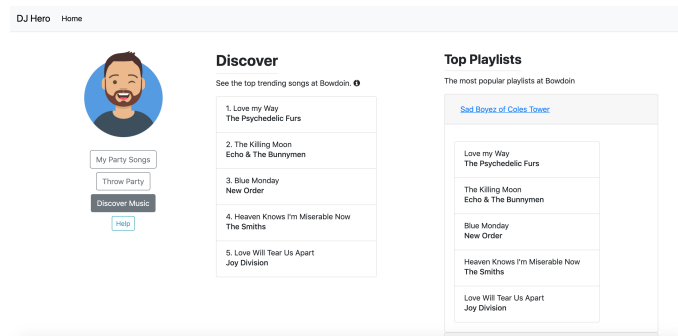 DJ Hero Home
My Party Songs
Throw Party
Discover Music
Help
Discover
See the top trending songs at Bowdoin.
1. Love my Way
The Psychedelic Furs
2. The Killing Moon
Echo & The Bunnymen
3. Blue Monday
New Order
4. Heaven Knows I'm Miserable Now
The Smiths
5. Love Will Tear Us Apart
Joy Division
Top Playlists
The most popular playlists at Bowdoin
Sad Boyez of Coles Tower
Love my Way
The Psychedelic Furs
The Killing Moon
Echo & The Bunnymen
Blue Monday
New Order
Heaven Knows I'm Miserable Now
The Smiths
Love Will Tear Us Apart
Joy Division